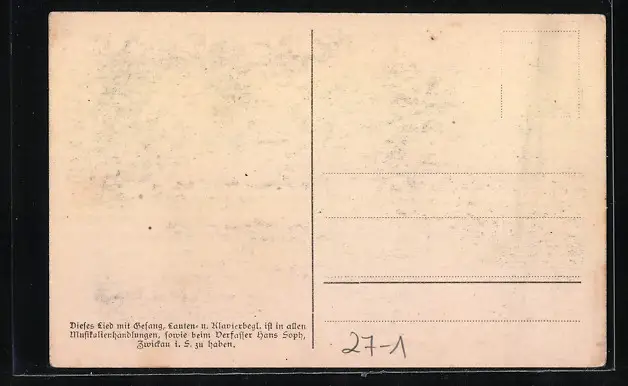 Dieses Lied mit Gesang, Lauten- u. Klavierbegl. ist in allen
Musikalienhandlungen, sowie beim Verfasser Hans Soph,
Zwickau i. S. zu haben.
27-1